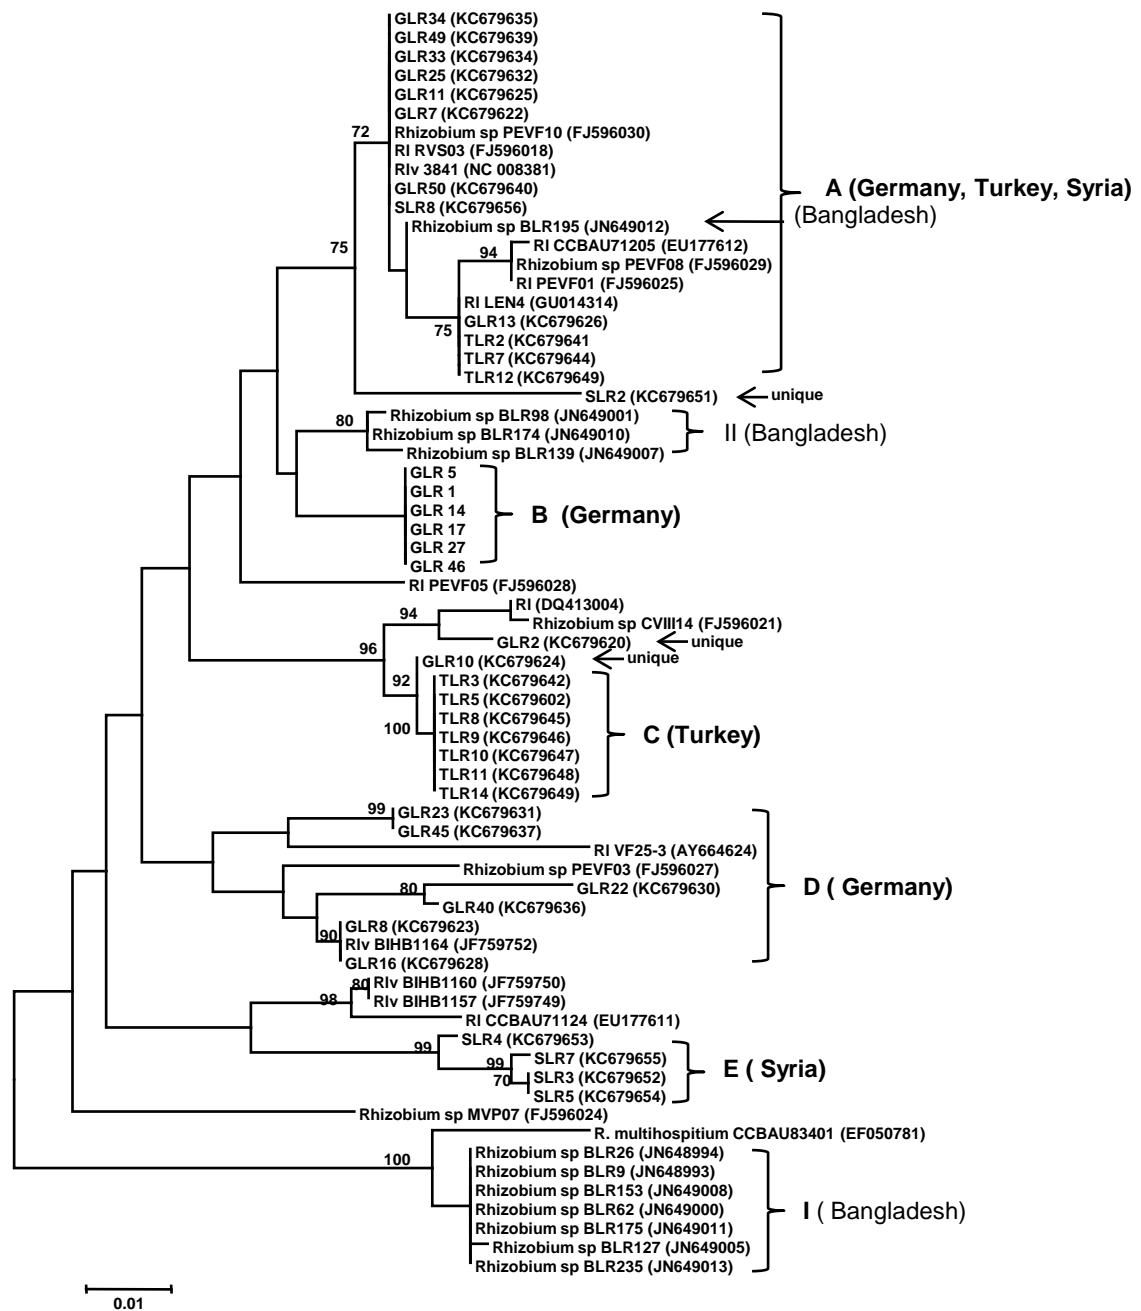 GLR34 (KC679635)
GLR49 (KC679639)
GLR33 (KC679634)
GLR25 (KC679632)
GLR11 (KC679625)
GLR7 (KC679622)
72
Rhizobium sp PEVF10 (FJ596030)
Rl RVS03 (FJ596018)
Rlv 3841 (NC 008381)
GLR50 (KC679640)
A (Germany, Turkey, Syria)
SLR8 (KC679656)
(Bangladesh)
Rhizobium sp BLR195 (JN649012)
75
94
Rl CCBAU71205 (EU177612)
Rhizobium sp PEVF08 (FJ596029)
Rl PEVF01 (FJ596025)
Rl LEN4 (GU014314)
GLR13 (KC679626)
75
TLR2 (KC679641
TLR7 (KC679644)
TLR12 (KC679649)
SLR2 (KC679651)
unique
80
Rhizobium sp BLR98 (JN649001)
Rhizobium sp BLR174 (JN649010)
II (Bangladesh)
Rhizobium sp BLR139 (JN649007)
GLR 5
GLR 1
GLR 14
B (Germany)
GLR 17
GLR 27
GLR 46
Rl PEVF05 (FJ596028)
Rl (DQ413004)
94
Rhizobium sp CVIII14 (FJ596021)
GLR2 (KC679620)
unique
96
GLR10 (KC679624)
unique
92
TLR3 (KC679642)
TLR5 (KC679602)
TLR8 (KC679645)
100
TLR9 (KC679646)
C (Turkey)
TLR10 (KC679647)
TLR11 (KC679648)
TLR14 (KC679649)
99
GLR23 (KC679631)
GLR45 (KC679637)
Rl VF25-3 (AY664624)
Rhizobium sp PEVF03 (FJ596027)
80
GLR22 (KC679630)
D ( Germany)
GLR40 (KC679636)
GLR8 (KC679623)
90
Rlv BIHB1164 (JF759752)
GLR16 (KC679628)
80
Rlv BIHB1160 (JF759750)
98
Rlv BIHB1157 (JF759749)
Rl CCBAU71124 (EU177611)
SLR4 (KC679653)
99
SLR7 (KC679655)
99
E ( Syria)
70
SLR3 (KC679652)
SLR5 (KC679654)
Rhizobium sp MVP07 (FJ596024)
R. multihospitium CCBAU83401 (EF050781)
100
Rhizobium sp BLR26 (JN648994)
Rhizobium sp BLR9 (JN648993)
Rhizobium sp BLR153 (JN649008)
Rhizobium sp BLR62 (JN649000)
I ( Bangladesh)
Rhizobium sp BLR175 (JN649011)
Rhizobium sp BLR127 (JN649005)
Rhizobium sp BLR235 (JN649013)
0.01